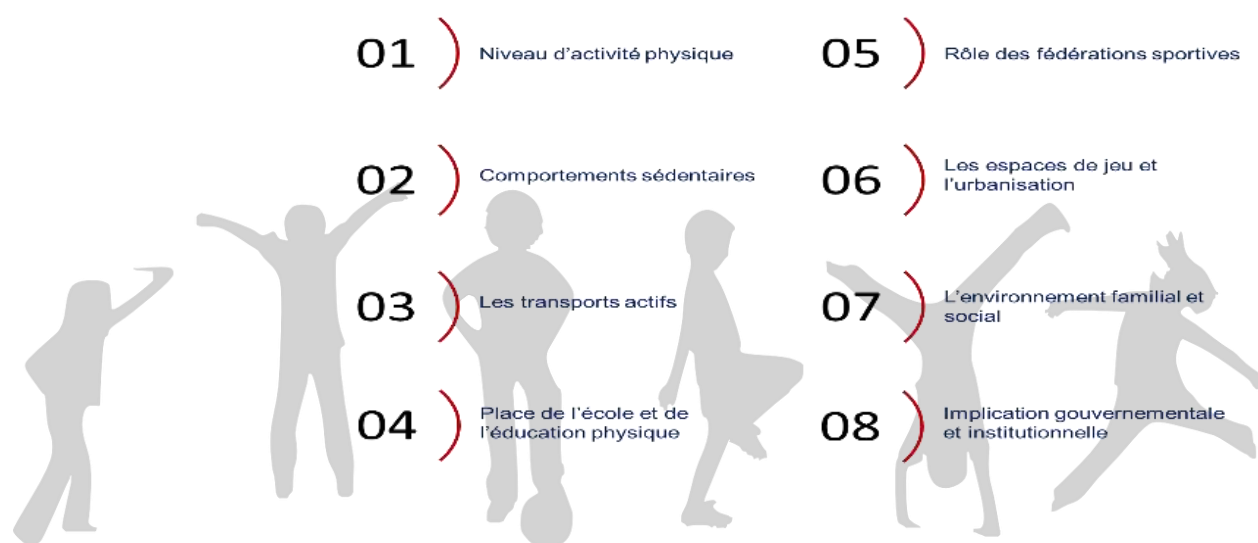 01 Niveau d'activité physique
02 Comportements sédentaires
03 Les transports actifs
04 Place de l'école et de
l'éducation physique
05 Rôle des fédérations sportives
06 Les espaces de jeu et
l'urbanisation
07 L'environnement familial et
social
08 Implication gouvernementale
et institutionnelle